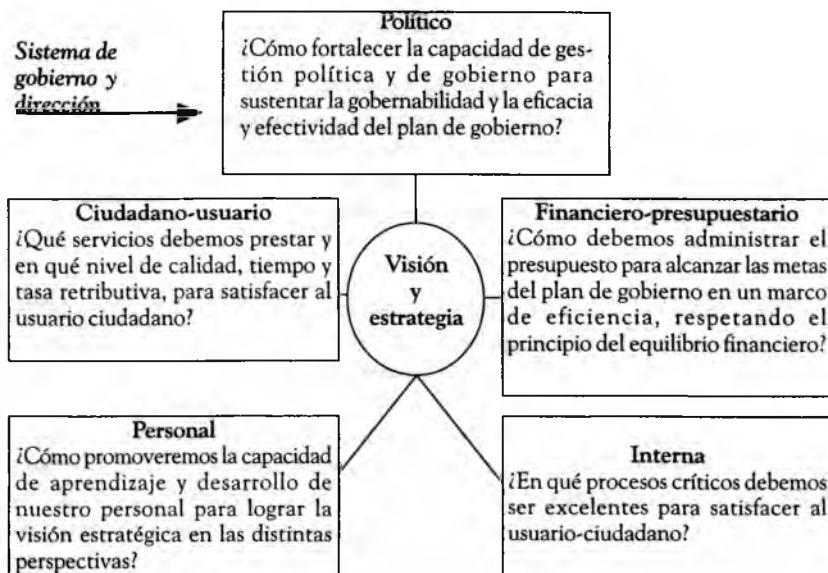 Político
¿Cómo fortalecer la capacidad de ges-
tión política y de gobierno para
sustentar la gobernabilidad y la eficacia
y efectividad del plan de gobierno?
Sistema de
gobierno y
dirección
Ciudadano-usuario
¿Qué servicios debemos prestar y
en qué nivel de calidad, tiempo y
tasa retributiva, para satisfacer al
usuario ciudadano?
Visión
y
estrategia
Financiero-presupuestario
¿Cómo debemos administrar el
presupuesto para alcanzar las metas
del plan de gobierno en un marco
de eficiencia, respetando el
principio del equilibrio financiero?
Personal
¿Cómo promoveremos la capacidad
de aprendizaje y desarrollo de
nuestro personal para lograr la
visión estratégica en las distintas
perspectivas?
Interna
¿En qué procesos críticos debemos
ser excelentes para satisfacer al
usuario-ciudadano?